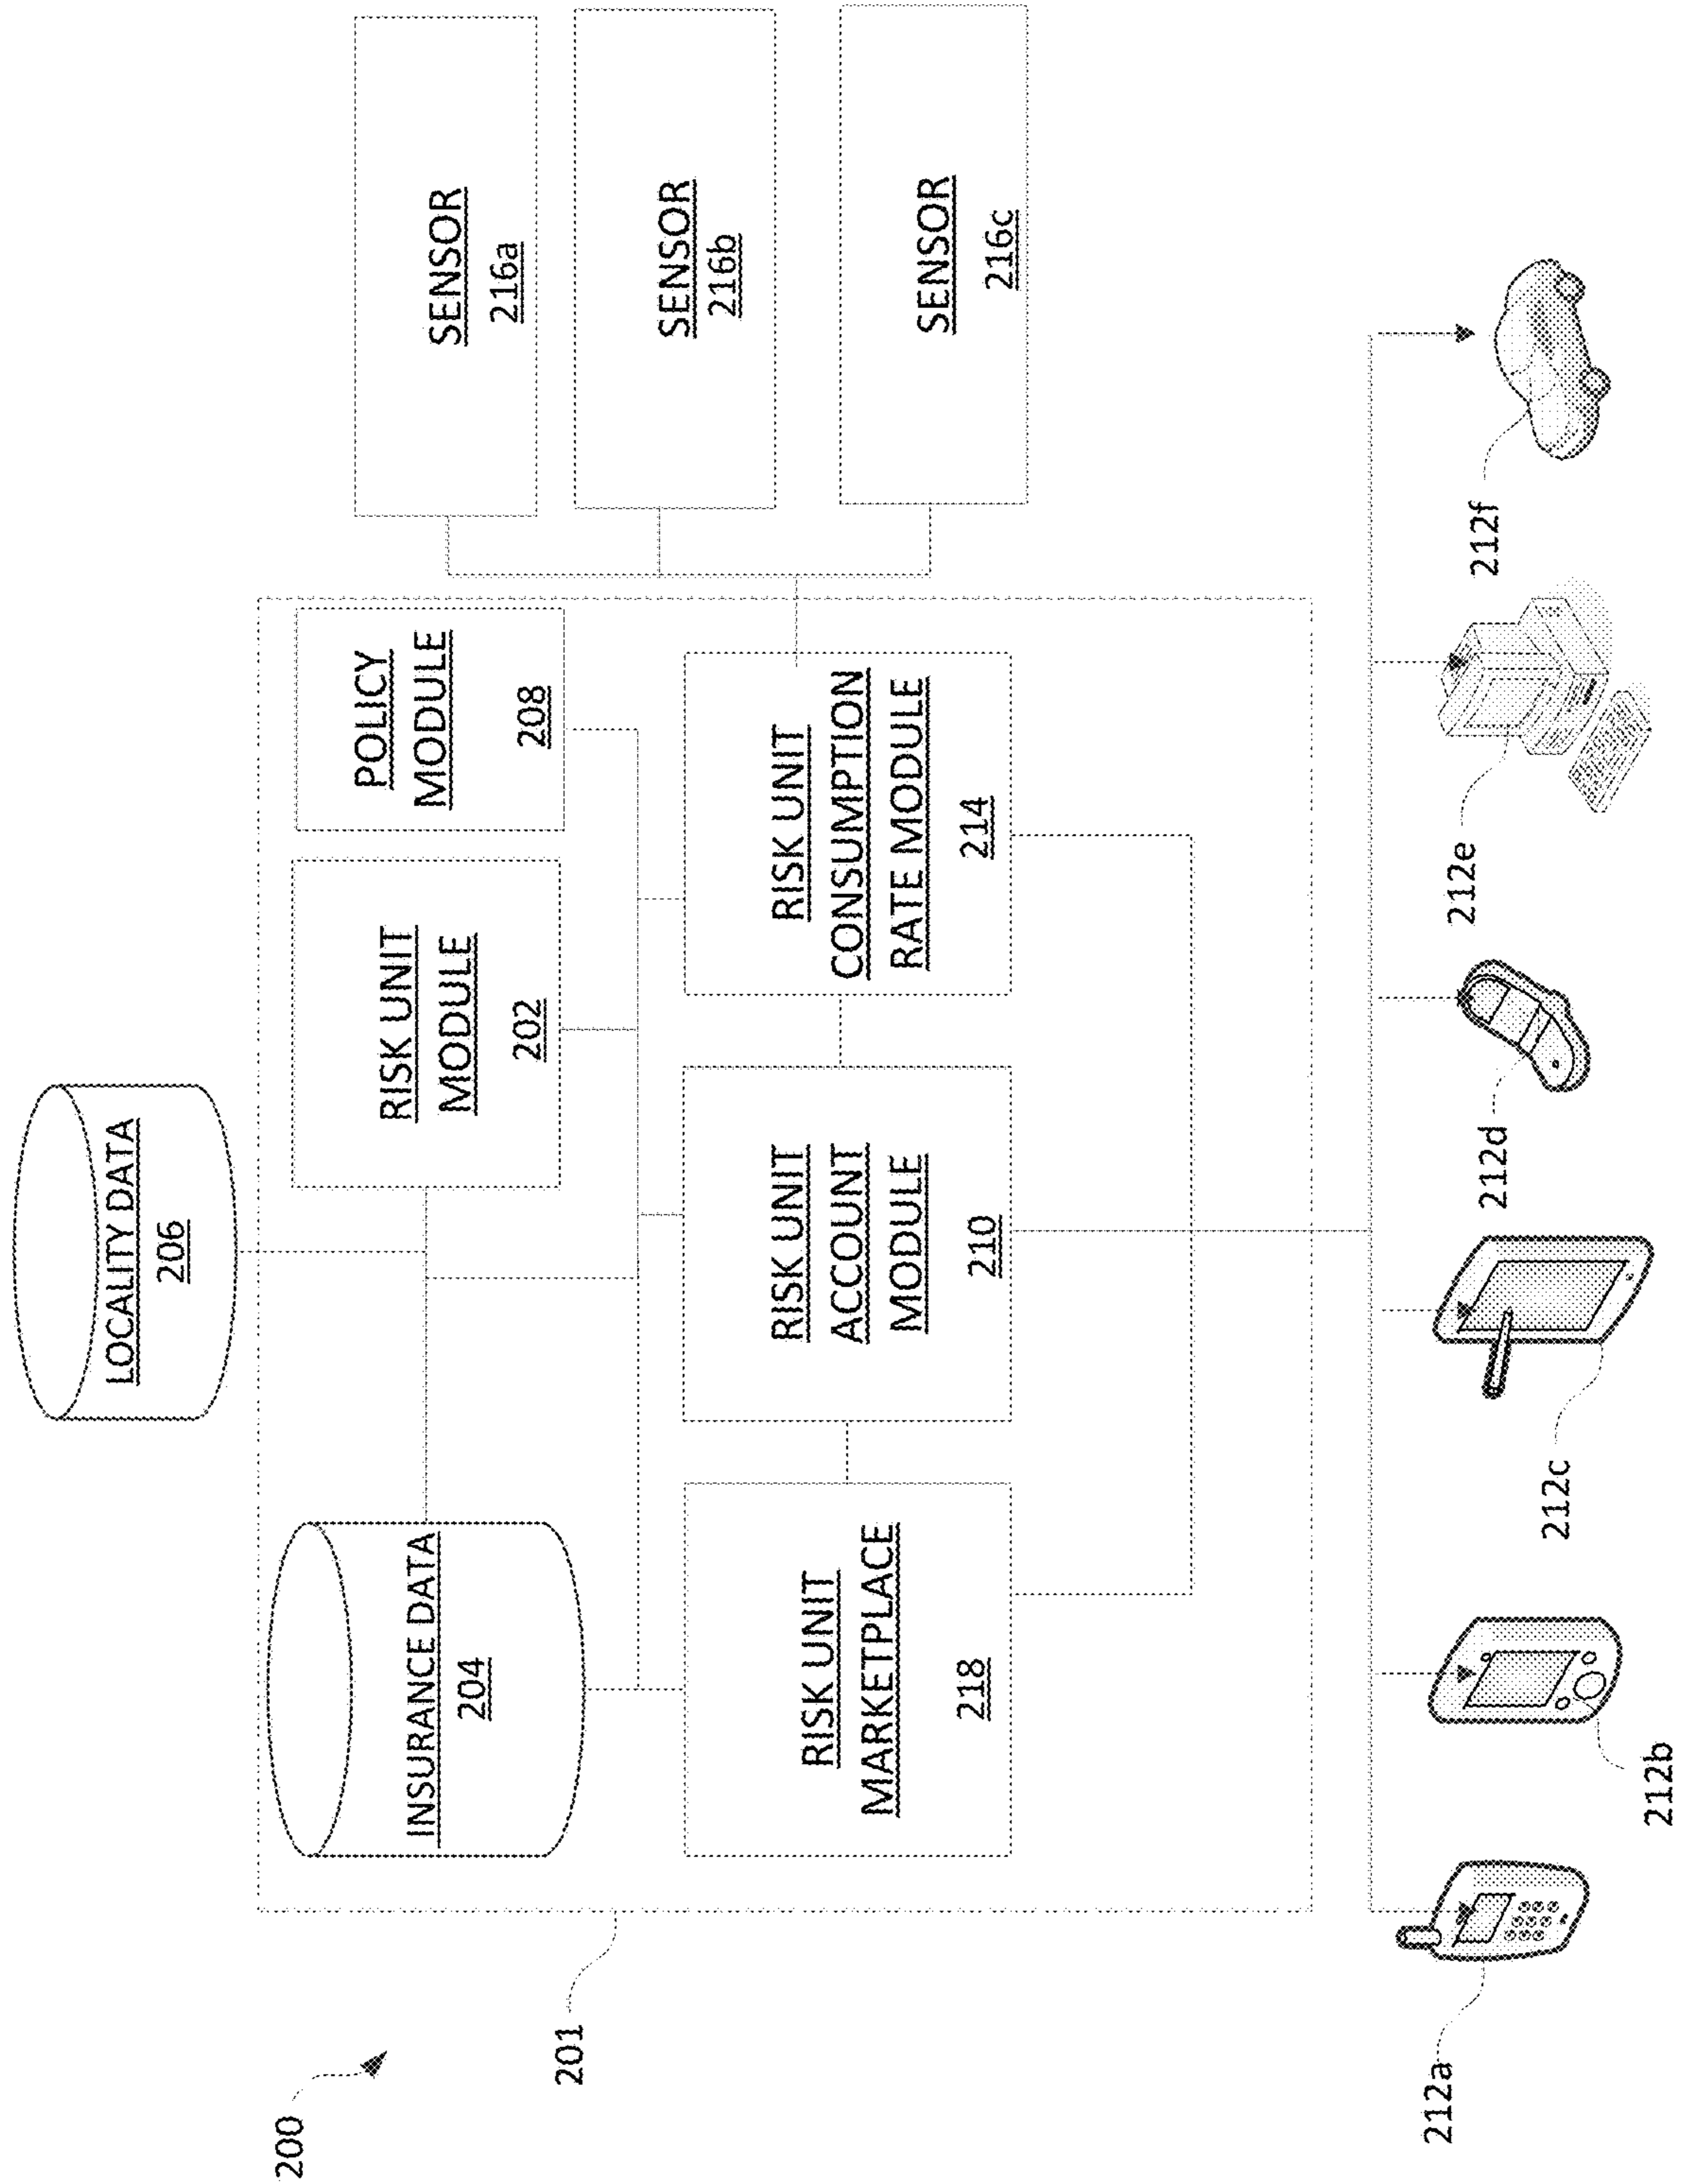 200
201
LOCALITY DATA
206
INSURANCE DATA
204
RISK UNIT
MODULE
202
POLICY
MODULE
208
RISK UNIT
MARKETPLACE
218
RISK UNIT
ACCOUNT
MODULE
210
RISK UNIT
CONSUMPTION
RATE MODULE
214
SENSOR
216a
SENSOR
216b
SENSOR
216c
212a
212b
212c
212d
212e
212f